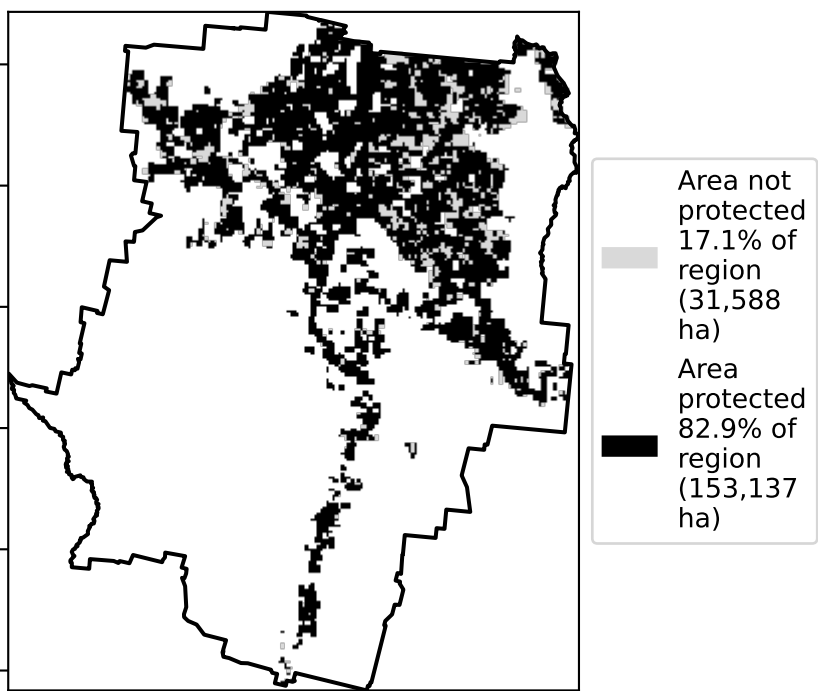 Area not
protected
17.1% of
region
(31,588
ha)
Area
protected
82.9% of
region
(153,137
ha)